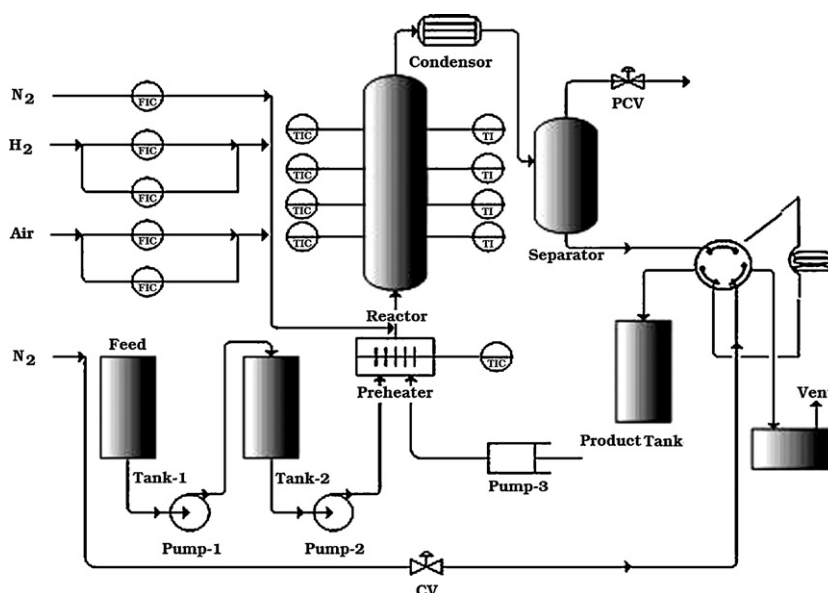 Condensor
PCV
N2
FIC
H2
FIC
FIC
TIC
TI
TIC
TI
TIC
TI
Air
FIC
TIC
TI
FIC
Separator
Reactor
N2
Feed
TIC
Preheater
Vent
Product Tank
Tank-1
Tank-2
Pump-3
Pump-1
Pump-2
CV